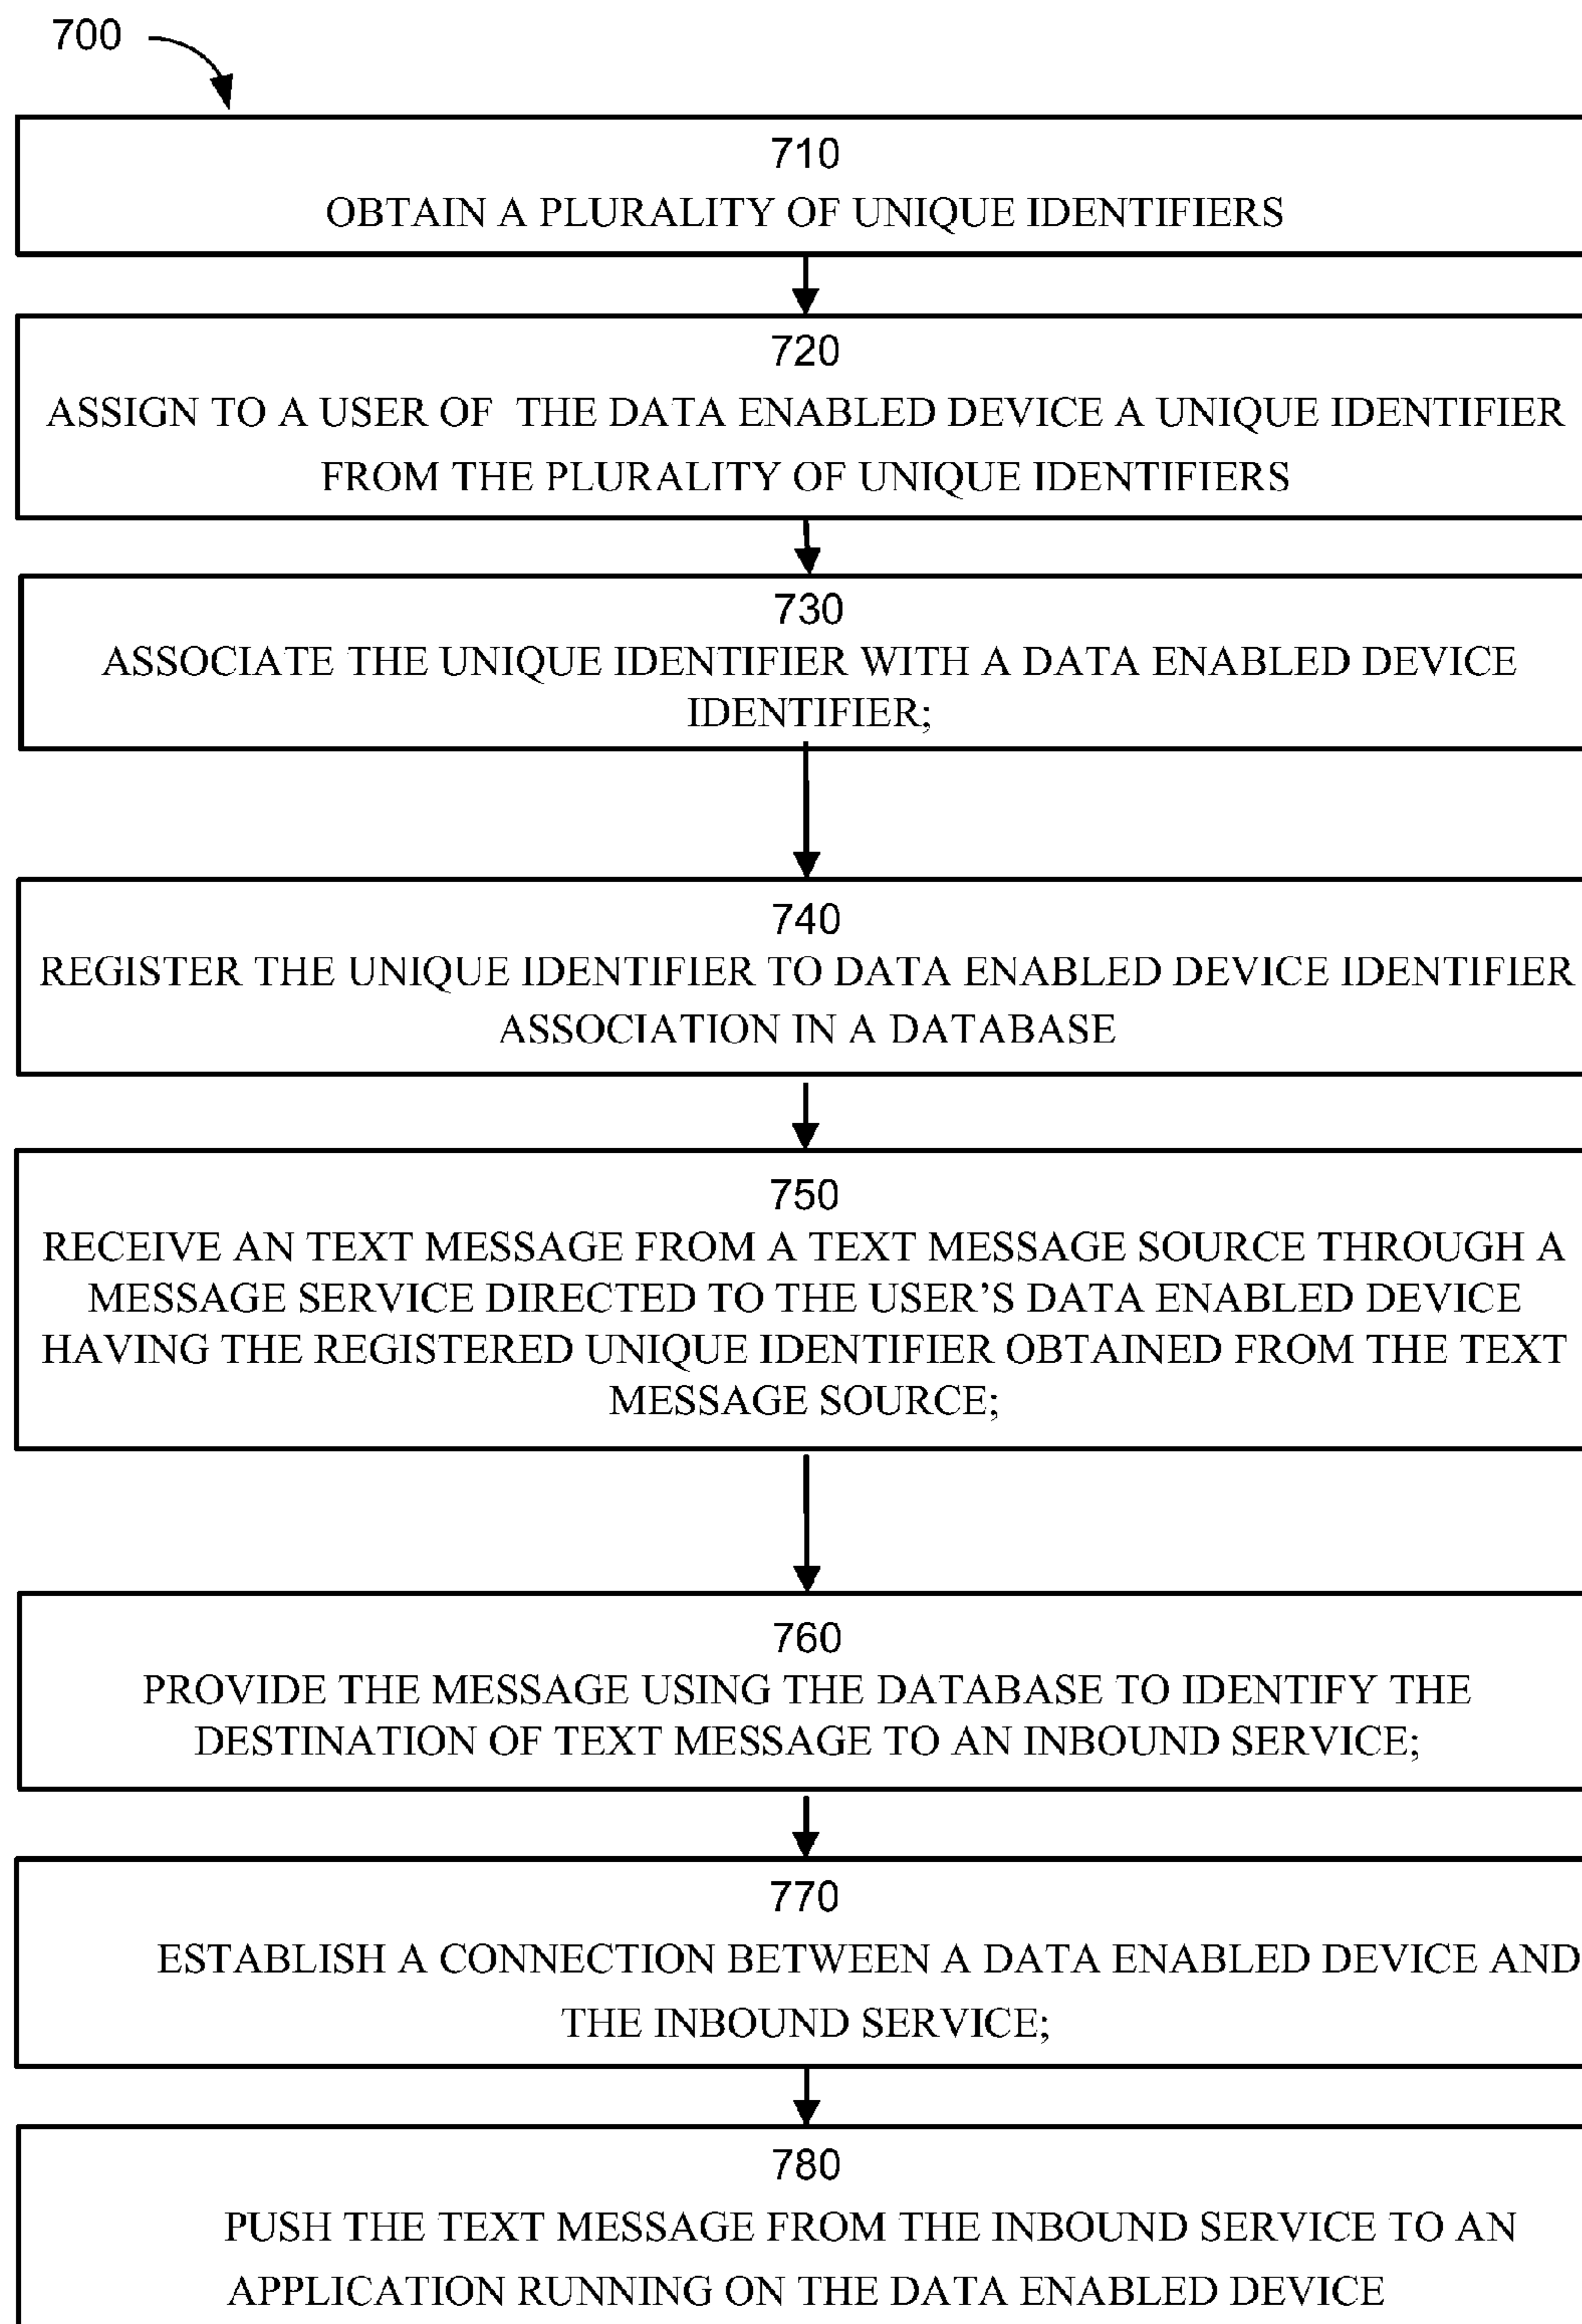 700
710
OBTAIN A PLURALITY OF UNIQUE IDENTIFIERS
720
ASSIGN TO A USER OF THE DATA ENABLED DEVICE A UNIQUE IDENTIFIER
FROM THE PLURALITY OF UNIQUE IDENTIFIERS
730
ASSOCIATE THE UNIQUE IDENTIFIER WITH A DATA ENABLED DEVICE
IDENTIFIER;
740
REGISTER THE UNIQUE IDENTIFIER TO DATA ENABLED DEVICE IDENTIFIER
ASSOCIATION IN A DATABASE
750
RECEIVE AN TEXT MESSAGE FROM A TEXT MESSAGE SOURCE THROUGH A
MESSAGE SERVICE DIRECTED TO THE USER’S DATA ENABLED DEVICE
HAVING THE REGISTERED UNIQUE IDENTIFIER OBTAINED FROM THE TEXT
MESSAGE SOURCE;
760
PROVIDE THE MESSAGE USING THE DATABASE TO IDENTIFY THE
DESTINATION OF TEXT MESSAGE TO AN INBOUND SERVICE;
770
ESTABLISH A CONNECTION BETWEEN A DATA ENABLED DEVICE AND
THE INBOUND SERVICE;
780
PUSH THE TEXT MESSAGE FROM THE INBOUND SERVICE TO AN
APPLICATION RUNNING ON THE DATA ENABLED DEVICE